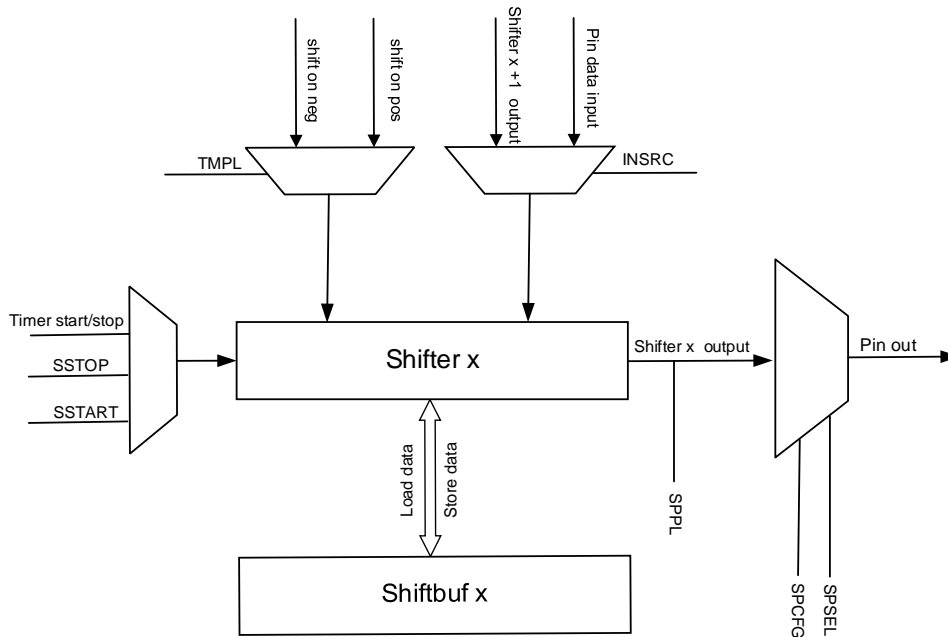 shift on neg
shift on pos
Shifter x +1 output
Pin data input
TMPL
INSRC
Timer start/stop
SSTOP
SSTART
Shifter x
Shifter x output
Pin out
Load data
Store data
SPPL
Shiftbuf x
SPCFG
SPSEL